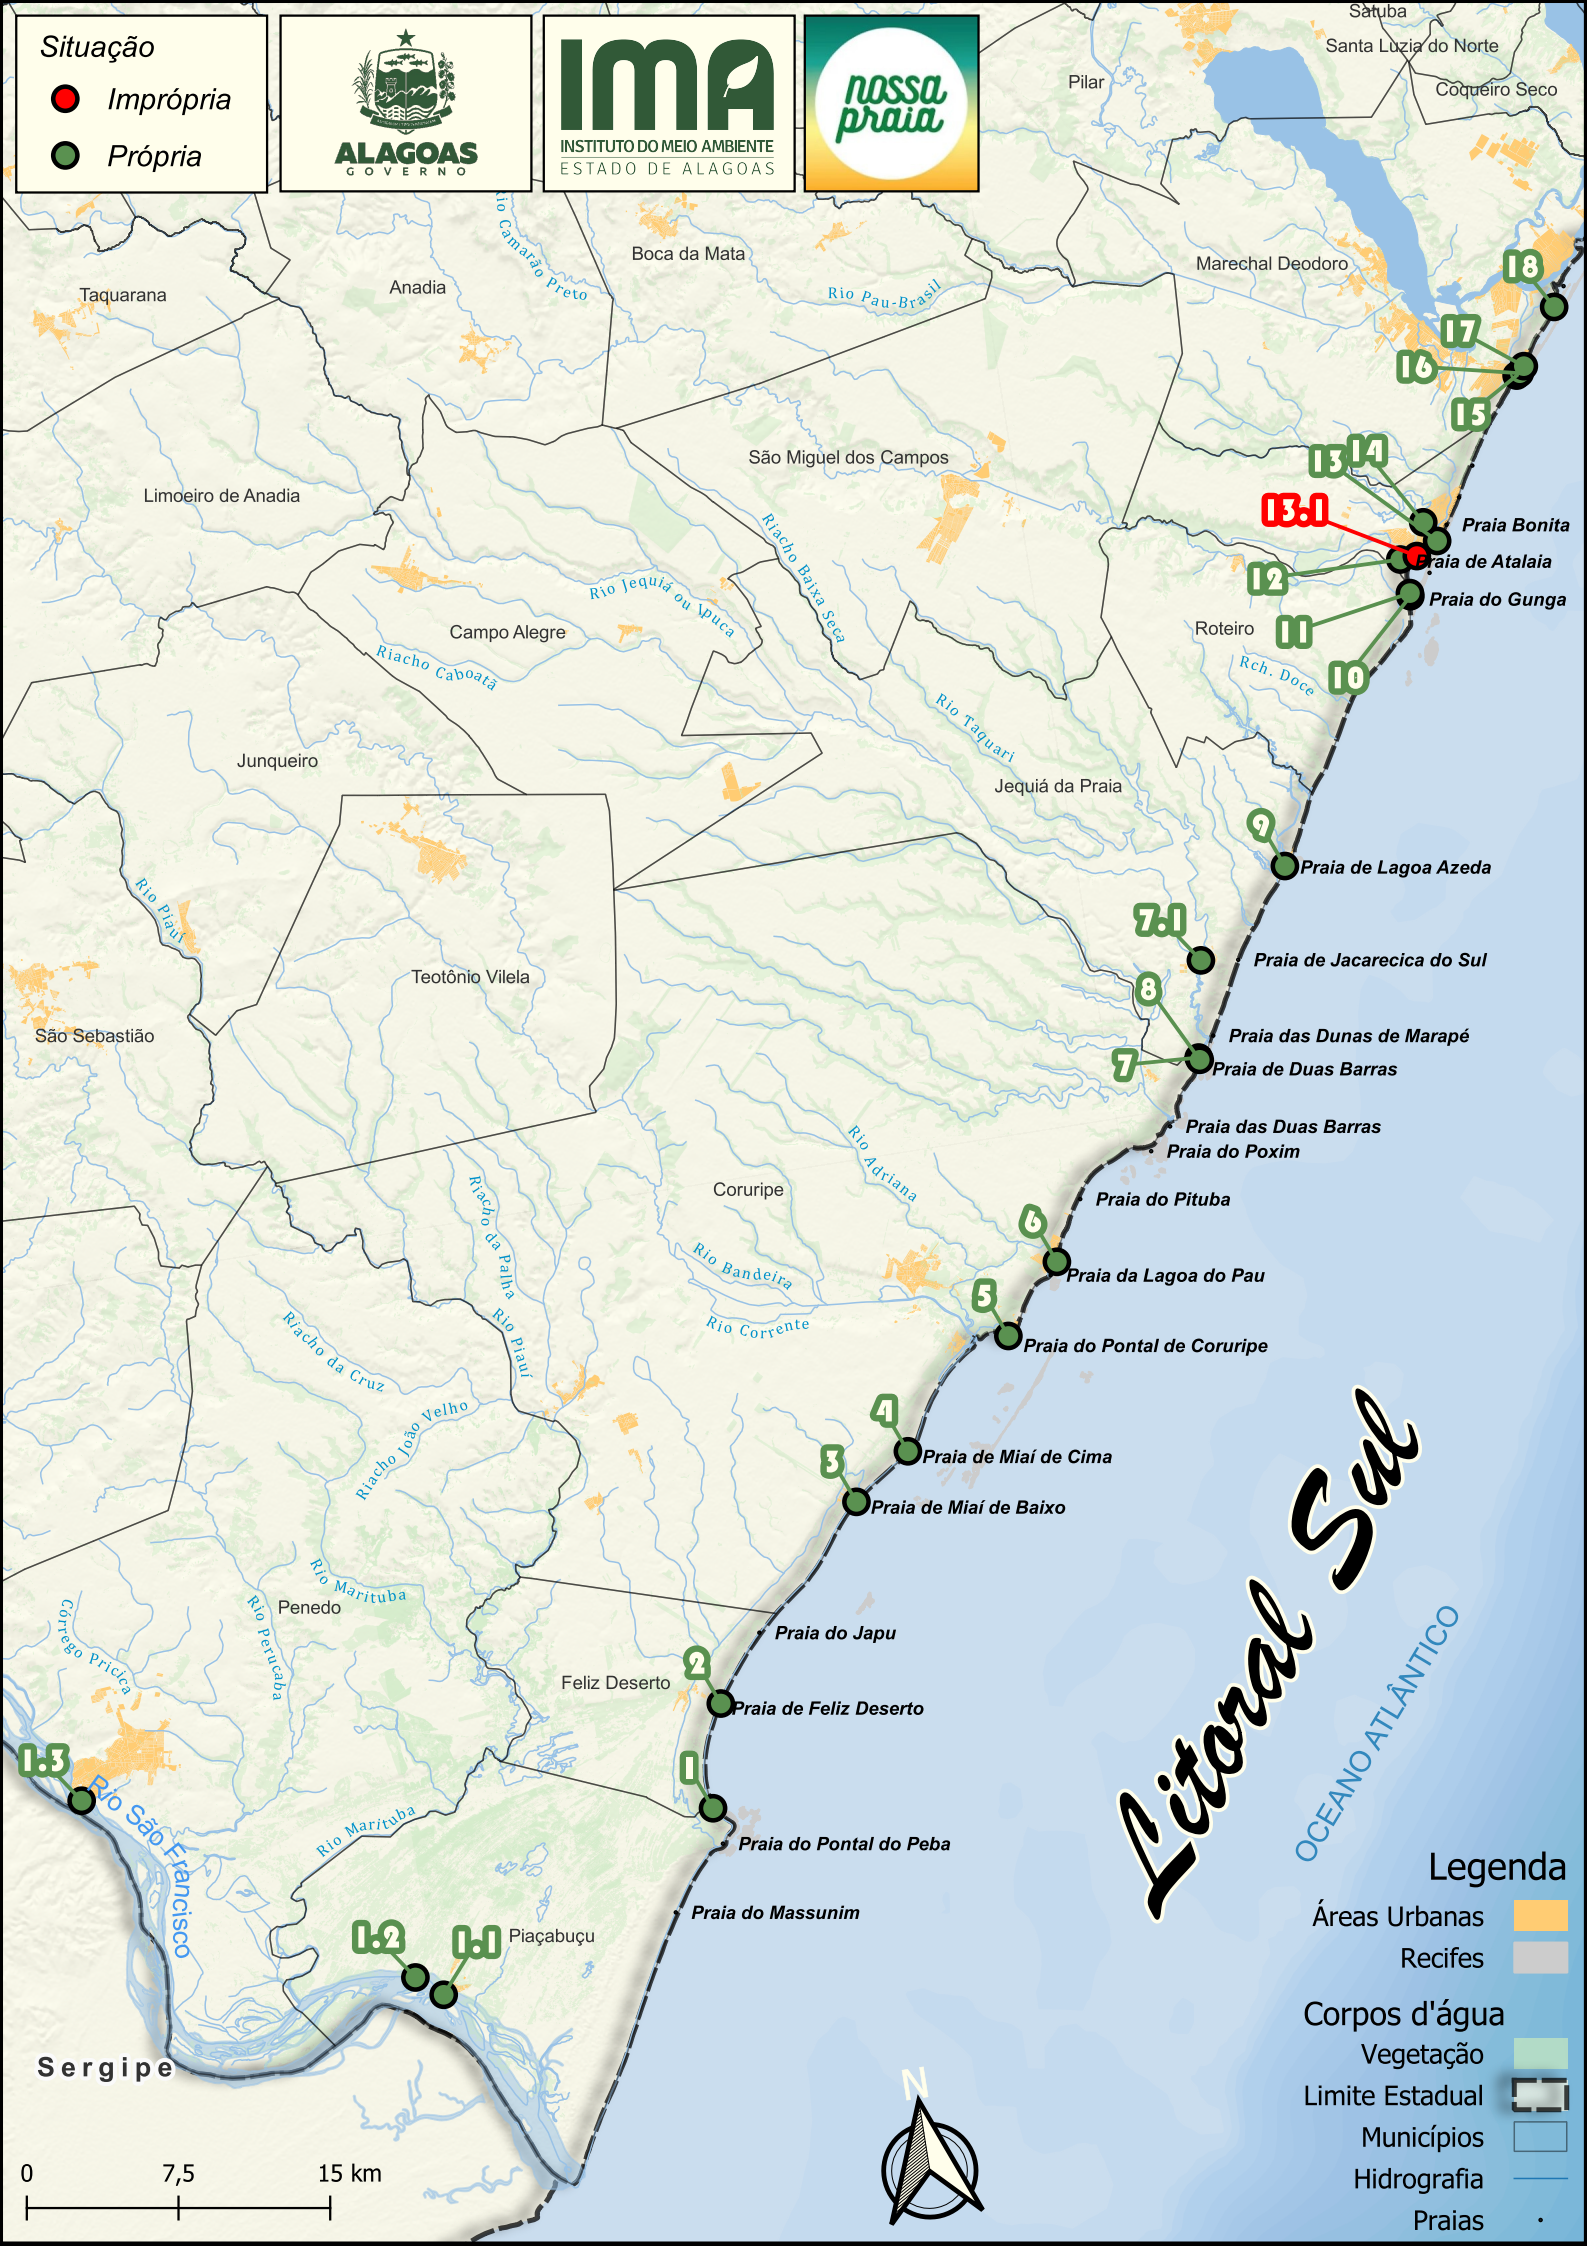 Situação
Imprópria
Própria
ALAGOAS
GOVERNO
IMA
INSTITUTO DO MEIO AMBIENTE
ESTADO DE ALAGOAS
nossa
praia
Satuba
Santa Luzia do Norte
Pilar
Coqueiro Seco
Rio Camarão Preto
Boca da Mata
Marechal Deodoro
18
Taquarana
Anadia
Rio Pau-Brasil
17
16
15
São Miguel dos Campos
14
13
Limoeiro de Anadia
13.1
Praia Bonita
Riacho Baixa Seca
Praia de Atalaia
12
Rio Jequiá ou Ipuca
Praia do Gunga
Campo Alegre
Roteiro
11
Riacho Caboatã
Rch. Doce
10
Rio Taquari
Junqueiro
Jequiá da Praia
9
Praia de Lagoa Azeda
Rio Piauí
7.1
Praia de Jacarecica do Sul
Teotônio Vilela
8
São Sebastião
Praia das Dunas de Marapé
7
Praia de Duas Barras
Praia das Duas Barras
Praia do Poxim
Rio Adriana
Coruripe
Praia do Pituba
Riacho da Palha
6
Rio Bandeira
Praia da Lagoa do Pau
5
Rio Corrente
Rio Piauí
Riacho da Cruz
Praia do Pontal de Coruripe
4
Riacho João Velho
Praia de Miaí de Cima
3
Praia de Miaí de Baixo
Litoral Sul
Rio Marituba
Penedo
Córrego Pricica
Rio Perucaba
Praia do Japu
OCEANO ATLÂNTICO
2
Feliz Deserto
Praia de Feliz Deserto
1.3
1
Rio São Francisco
Rio Marituba
Praia do Pontal do Peba
Legenda
Praia do Massunim
Áreas Urbanas
1.2
1.1
Piaçabuçu
Recifes
Corpos d'água
Vegetação
Sergipe
Limite Estadual
N
Municípios
0 7,5 15 km
Hidrografia
Praias